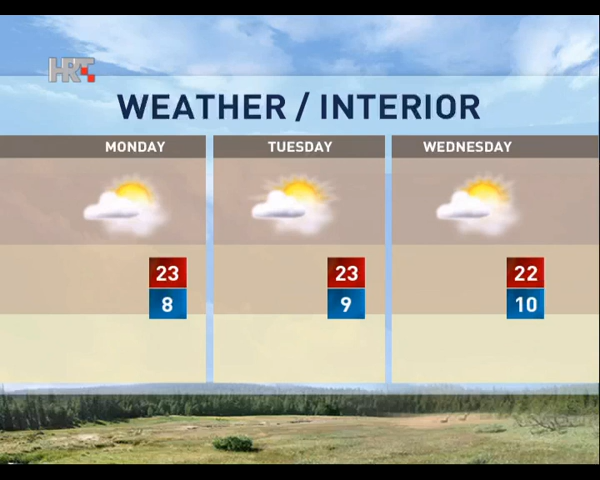 HRT
WEATHER / INTERIOR
MONDAY TUESDAY WEDNESDAY
23 23 22
8 9 10